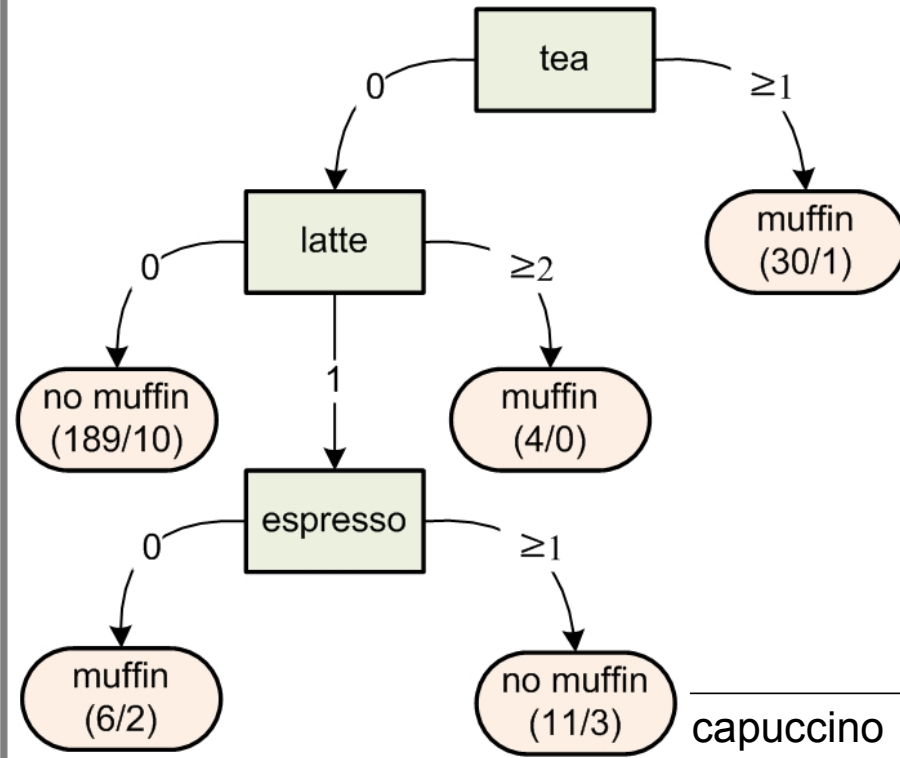 tea
0
≥1
latte
muffin
(30/1)
0
≥2
1
no muffin
(189/10)
muffin
(4/0)
espresso
0
≥1
muffin
(6/2)
no muffin
(11/3)
capuccino